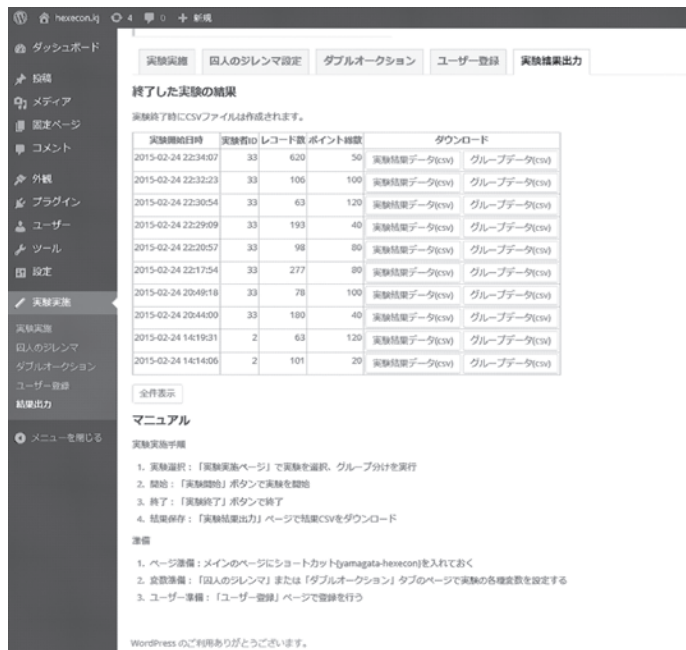 hexecon.lg 4 0 + 新規
ダッシュボード
投稿
メディア
固定ページ
コメント
外観
プラグイン
ユーザー
ツール
設定
実験実施
実験実施
囚人のジレンマ
ダブルオークション
ユーザー登録
結果出力
メニューを閉じる
実験実施 囚人のジレンマ設定 ダブルオークション ユーザー登録 実験結果出力
終了した実験の結果
実験終了時にCSVファイルは作成されます。
実験開始日時 実験者ID レコード数 ポイント総数 ダウンロード
2015-02-24 22:34:07 33 620 50 実験結果データ(csv) グループデータ(csv)
2015-02-24 22:32:23 33 106 100 実験結果データ(csv) グループデータ(csv)
2015-02-24 22:30:54 33 63 120 実験結果データ(csv) グループデータ(csv)
2015-02-24 22:29:09 33 193 40 実験結果データ(csv) グループデータ(csv)
2015-02-24 22:20:57 33 98 80 実験結果データ(csv) グループデータ(csv)
2015-02-24 22:17:54 33 277 80 実験結果データ(csv) グループデータ(csv)
2015-02-24 20:49:18 33 78 100 実験結果データ(csv) グループデータ(csv)
2015-02-24 20:44:00 33 180 40 実験結果データ(csv) グループデータ(csv)
2015-02-24 14:19:31 2 63 120 実験結果データ(csv) グループデータ(csv)
2015-02-24 14:14:06 2 101 20 実験結果データ(csv) グループデータ(csv)
全件表示
マニュアル
実験実施手順
1. 実験選択：「実験実施ページ」で実験を選択、グループ分けを実行
2. 開始：「実験開始」ボタンで実験を開始
3. 終了：「実験終了」ボタンで終了
4. 結果保存：「実験結果出力」ページで結果CSVをダウンロード
準備
1. ページ準備：メインのページにショートカット[yamagata-hexecon]を入れておく
2. 変数準備：「囚人のジレンマ」または「ダブルオークション」タブのページで実験の各種変数を設定する
3. ユーザー準備：「ユーザー登録」ページで登録を行う
WordPress のご利用ありがとうございます。